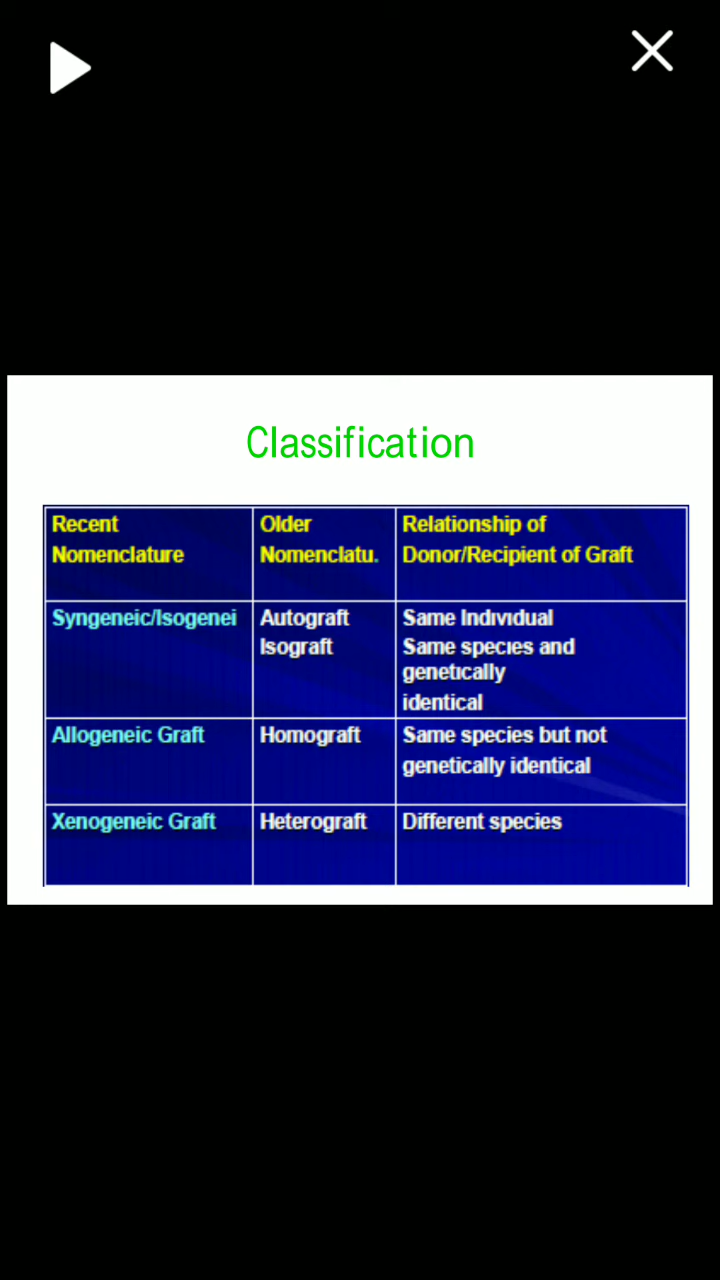 Classification
Recent
Nomenclature
Older
Nomenclatu.
Relationship of
Donor/Recipient of Graft
Syngeneic/Isogenei
Autograft
Isograft
Same Individual
Same species and
genetically
identical
Allogeneic Graft
Homograft
Same species but not
genetically identical
Xenogeneic Graft
Heterograft
Different species